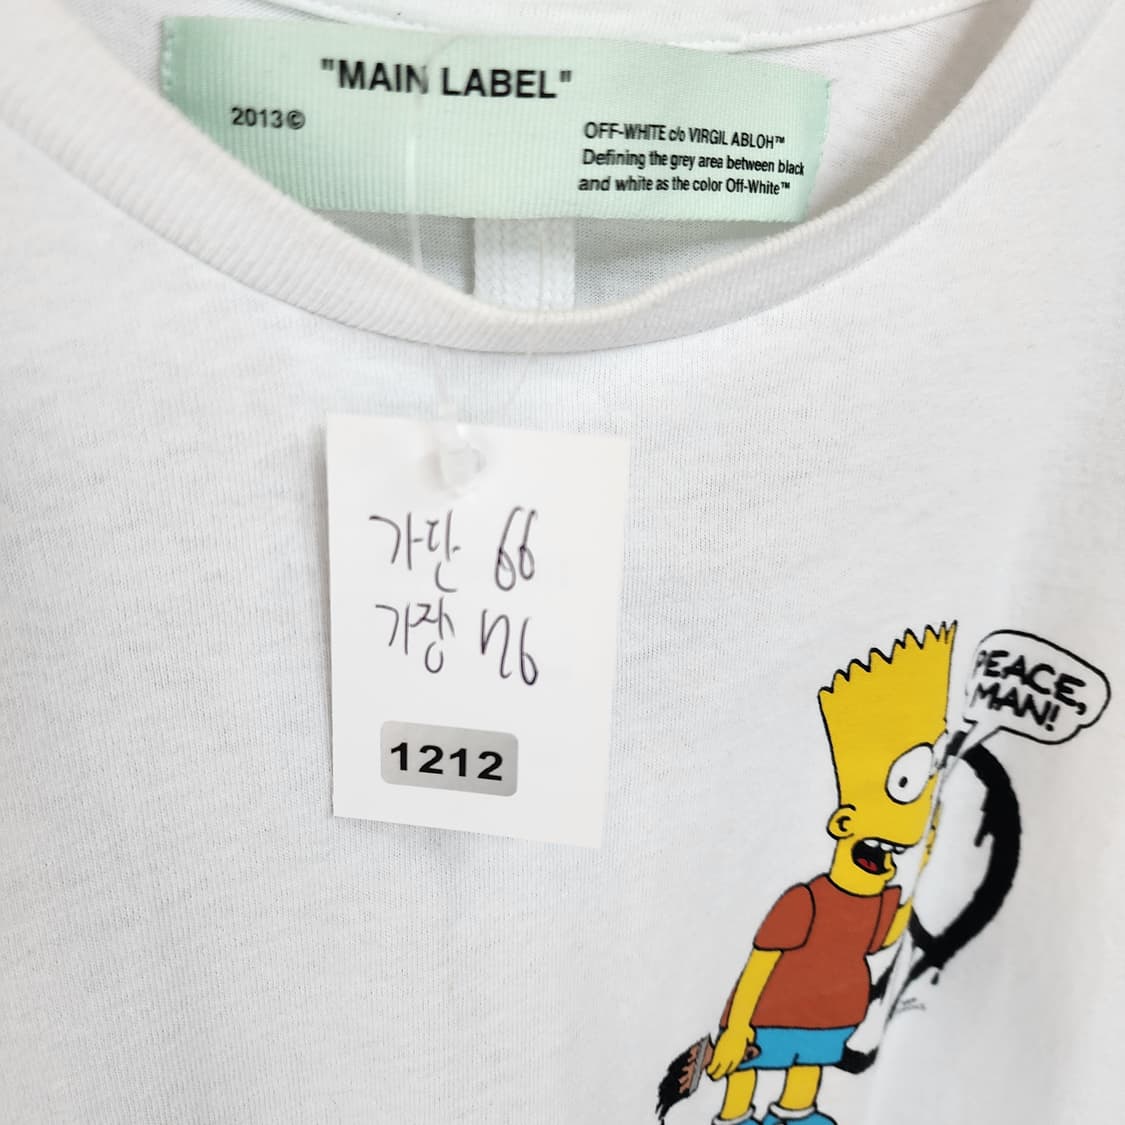 "MAIN LABEL"
2013©
OFF-WHITE c/o VIRGIL ABLOH™
Defining the grey area between black
and white as the color Off-White™
가단 66
가장 76
1212
PEACE,
MAN!